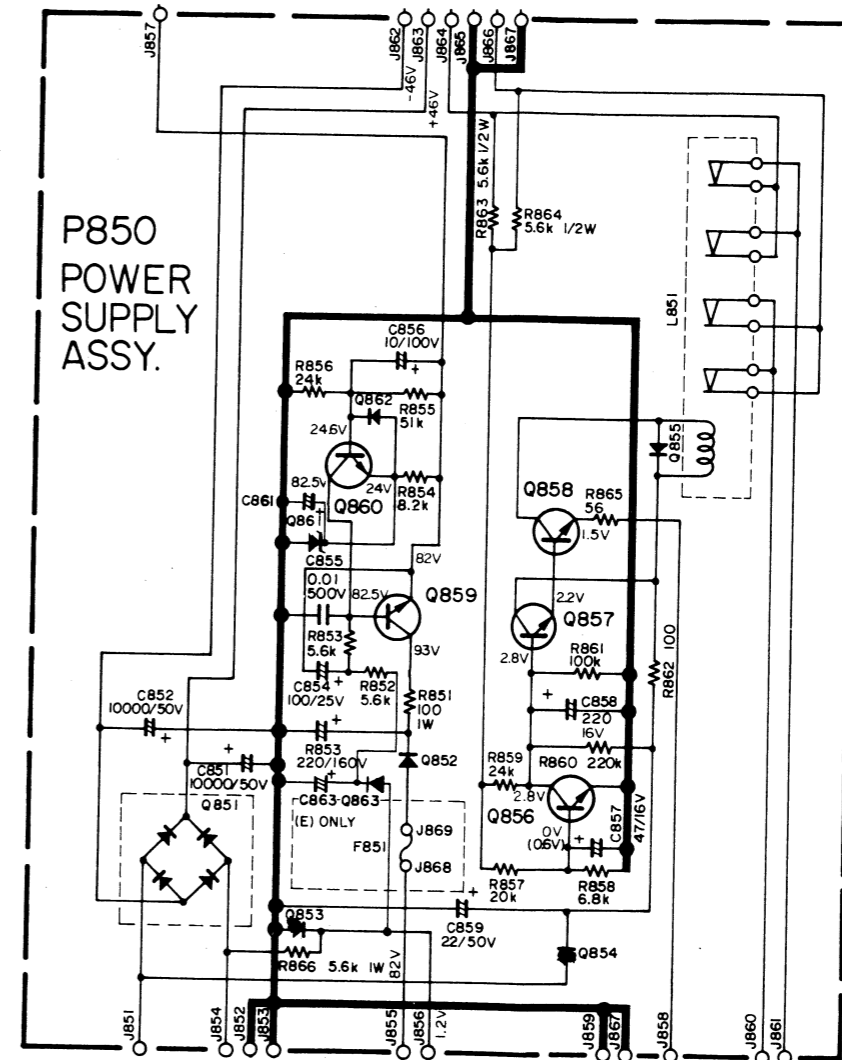 J857
J862
J863
J864
J865
J866
J867
-46V
+46V
P850
POWER
SUPPLY
ASSY.
R863 5.6k 1/2W
R864
5.6k 1/2W
L851
C856
10/100V
+
R856
24k
Q862
R855
51k
24.6V
Q855
82.5V
24V
R854
8.2k
C861
+
Q860
Q861
Q858
R865
56
1.5V
C855
0.01
500V
82.5V
82V
Q859
2.2V
Q857
R853
5.6k
93V
2.8V
R861
100k
R862 100
C854
100/25V
+
R852
5.6k
R851
100
1W
C852
10000/50V
+
+
C858
220
16V
R853
220/160V
+
Q852
R859
24k
R860
220k
C851
10000/50V
+
C863
+
Q863
2.8V
Q851
(E) ONLY
J869
Q856
0V
(0.6V)
+
C857
47/16V
F851
J868
R857
20k
R858
6.8k
Q853
+
C859
22/50V
Q854
R866 5.6k 1W
82V
J851
J854
J852
J853
J855
J856
1.2V
J859
J867
J858
J860
J861